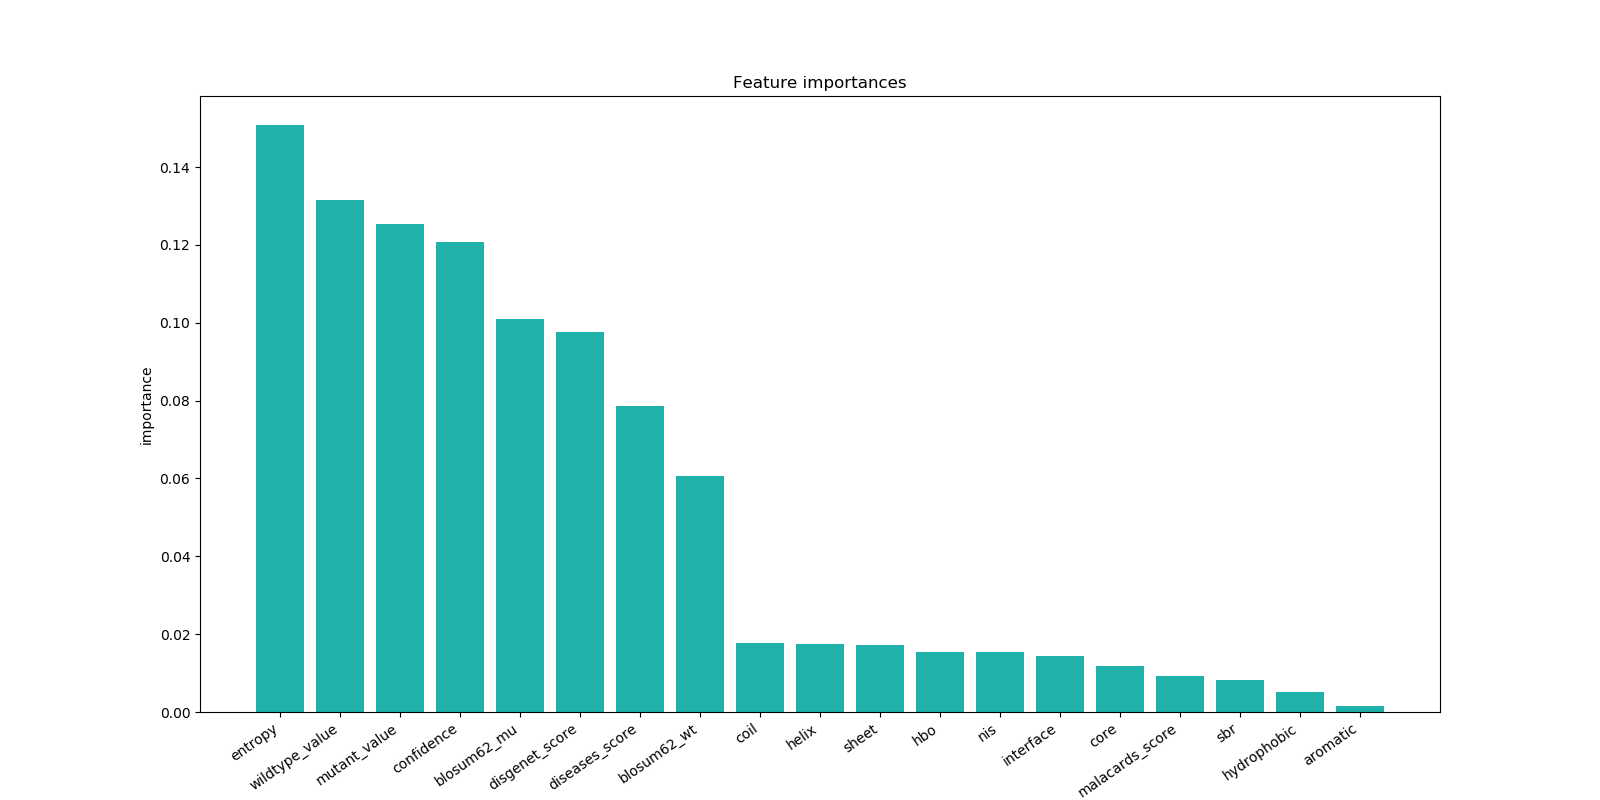 Feature importances
importance
0.14
0.12
0.10
0.08
0.06
0.04
0.02
0.00
entropy
wildtype_value
mutant_value
confidence
blosum62_mu
disgenet_score
diseases_score
blosum62_wt
coil
helix
sheet
hbo
nis
interface
core
malacards_score
sbr
hydrophobic
aromatic